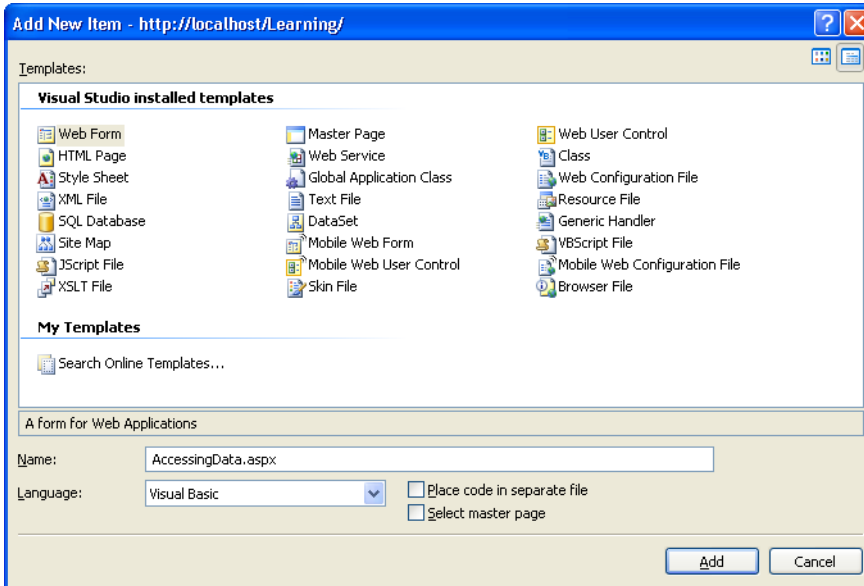 Add New Item - http://localhost/Learning/
Templates:
Visual Studio installed templates
Web Form Master Page Web User Control
HTML Page Web Service Class
Style Sheet Global Application Class Web Configuration File
XML File Text File Resource File
SQL Database DataSet Generic Handler
Site Map Mobile Web Form VBScript File
JScript File Mobile Web User Control Mobile Web Configuration File
XSLT File Skin File Browser File
My Templates
Search Online Templates...
A form for Web Applications
Name: AccessingData.aspx
Language: Visual Basic Place code in separate file
Select master page
Add Cancel